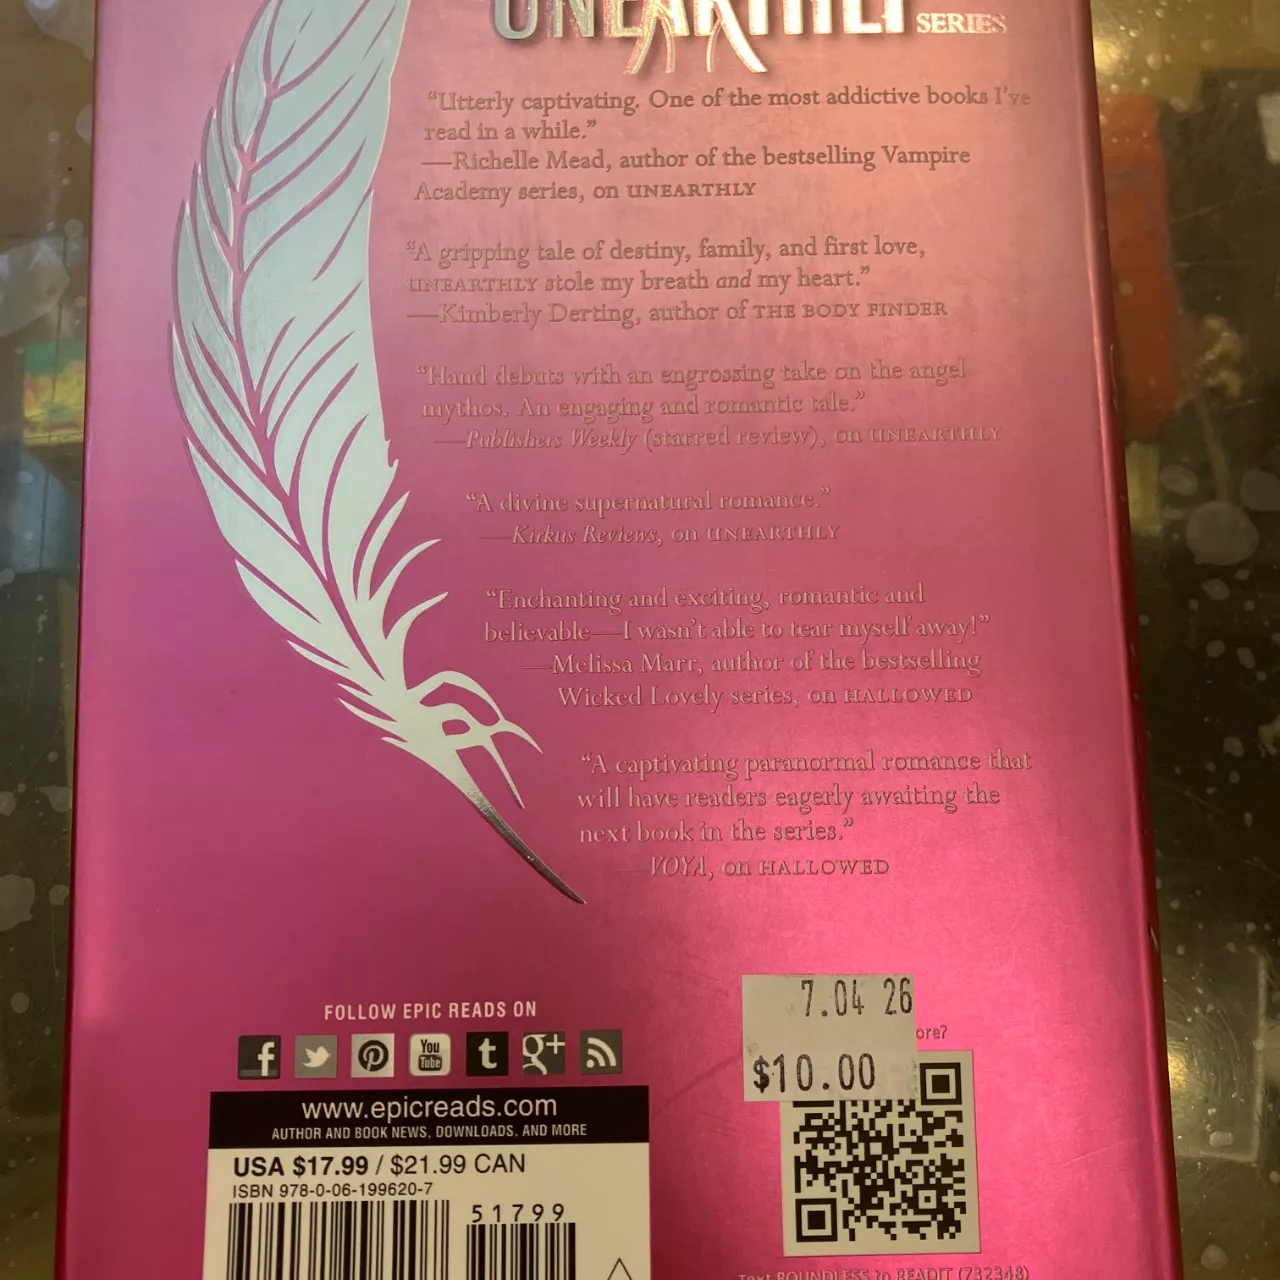 UNEARTHLY SERIES
“Utterly captivating. One of the most addictive books I’ve
read in a while.”
—Richelle Mead, author of the bestselling Vampire
Academy series, on UNEARTHLY
“A gripping tale of destiny, family, and first love,
UNEARTHLY stole my breath and my heart.”
—Kimberly Derting, author of THE BODY FINDER
“Hand debuts with an engrossing take on the angel
mythos. An engaging and romantic tale.”
—Publishers Weekly (starred review), on UNEARTHLY
“A divine supernatural romance.”
—Kirkus Reviews, on UNEARTHLY
“Enchanting and exciting, romantic and
believable—I wasn’t able to tear myself away!”
—Melissa Marr, author of the bestselling
Wicked Lovely series, on HALLOWED
“A captivating paranormal romance that
will have readers eagerly awaiting the
next book in the series.”
—VOYA, on HALLOWED
FOLLOW EPIC READS ON
f You Tube t g+
www.epicreads.com
AUTHOR AND BOOK NEWS, DOWNLOADS, AND MORE
USA $17.99 / $21.99 CAN
ISBN 978-0-06-199620-7
51799
7.04 26
ore?
$10.00
Text BOUNDLESS to READIT (732348)